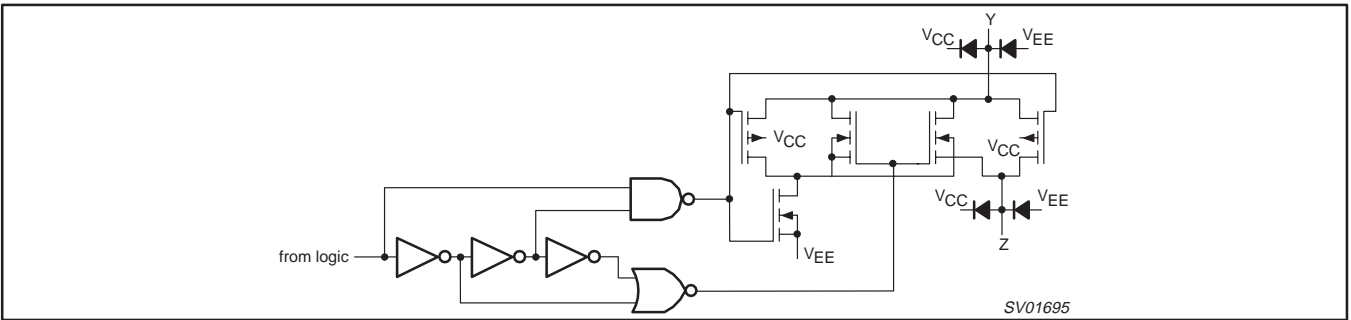 Y
VCC VEE
VCC VCC
VCC VEE
VEE Z
from logic
SV01695